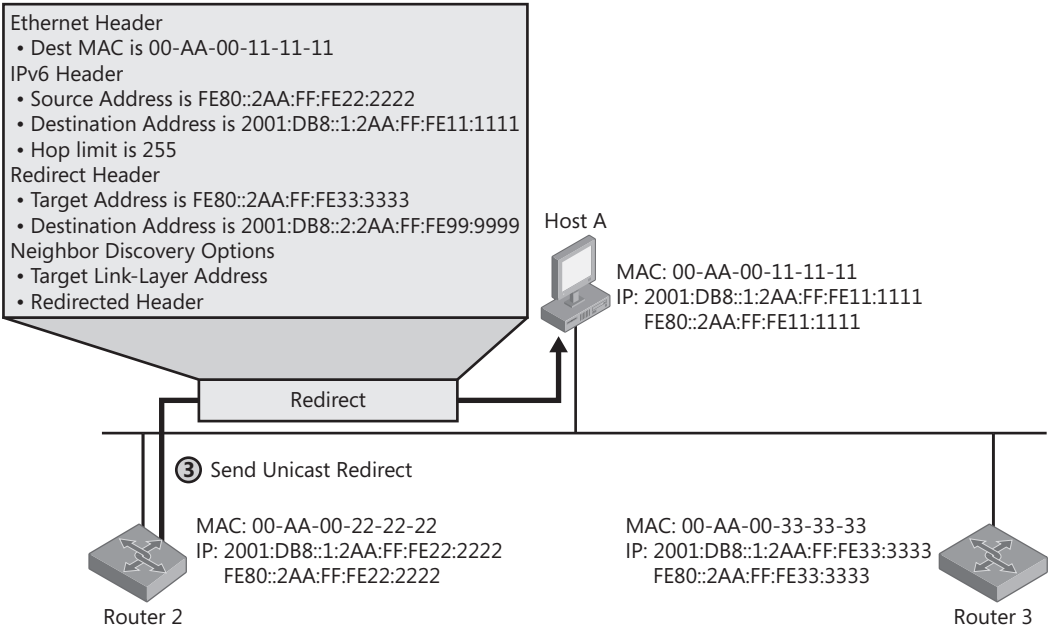 Ethernet Header
• Dest MAC is 00-AA-00-11-11-11
IPv6 Header
• Source Address is FE80::2AA:FF:FE22:2222
• Destination Address is 2001:DB8::1:2AA:FF:FE11:1111
• Hop limit is 255
Redirect Header
• Target Address is FE80::2AA:FF:FE33:3333
• Destination Address is 2001:DB8::2:2AA:FF:FE99:9999
Neighbor Discovery Options
• Target Link-Layer Address
• Redirected Header
Host A
MAC: 00-AA-00-11-11-11
IP: 2001:DB8::1:2AA:FF:FE11:1111
FE80::2AA:FF:FE11:1111
Redirect
3 Send Unicast Redirect
MAC: 00-AA-00-22-22-22
IP: 2001:DB8::1:2AA:FF:FE22:2222
FE80::2AA:FF:FE22:2222
Router 2
MAC: 00-AA-00-33-33-33
IP: 2001:DB8::1:2AA:FF:FE33:3333
FE80::2AA:FF:FE33:3333
Router 3